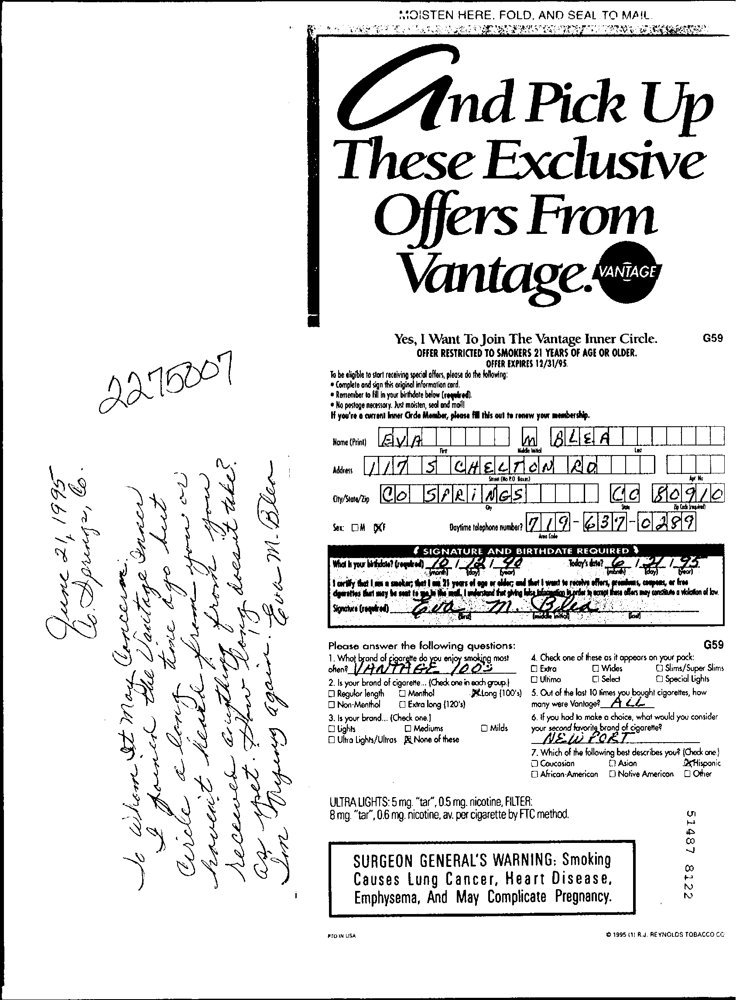 MOISTEN HERE, FOLD, AND SEAL TO MAIL.
And Pick Up
These Exclusive
Offers From
Vantage.
VANTAGE
Yes, I Want To Join The Vantage Inner Circle.
G59
OFFER RESTRICTED TO SMOKERS 21 YEARS OF AGE OR OLDER.
OFFER EXPIRES 12/31/95
To be eligible to start receiving special offers, please do the following:
• Complete and sign this original information card.
• Remember to fill in your birthdate below (required).
• No postage necessary. Just moisten, seal and mail!
If you're a current Inner Circle Member, please fill this out to renew your membership.
Name (Print) EVA M BLEA
First Middle Initial Last
Address 117 S CHELTON RD
Street (No P.O. Boxes) Apt No
City/State/Zip CO SPRINGS CO 80910
City State Zip Code (required)
Sex: □ M ☒ F Daytime telephone number? 719-637-0289
Area Code
SIGNATURE AND BIRTHDATE REQUIRED
What is your birthdate? (required) 10 / 12 / 40 Today's date? 6 / 21 / 95
(month) (day) (year) (month) (day) (year)
I certify that I am a smoker; that I am 21 years of age or older; and that I want to receive offers, premiums, coupons, or free
cigarettes that may be sent to me in the mail. I understand that giving false information in order to accept these offers may constitute a violation of law.
Signature (required) Eva M. Blea
(first) (middle initial) (last)
Please answer the following questions:
G59
1. What brand of cigarette do you enjoy smoking most
often? VANTAGE 100's
2. Is your brand of cigarette... (Check one in each group.)
□ Regular length □ Menthol ☒ Long (100's)
□ Non-Menthol □ Extra long (120's)
3. Is your brand... (Check one.)
□ Lights □ Mediums □ Milds
□ Ultra Lights/Ultras ☒ None of these
4. Check one of these as it appears on your pack:
□ Extra □ Wides □ Slims/Super Slims
□ Ultima □ Select □ Special Lights
5. Out of the last 10 times you bought cigarettes, how
many were Vantage? ALL
6. If you had to make a choice, what would you consider
your second favorite brand of cigarette?
NEWPORT
7. Which of the following best describes you? (Check one.)
□ Caucasian □ Asian ☒ Hispanic
□ African-American □ Native American □ Other
ULTRA LIGHTS: 5 mg. "tar", 0.5 mg. nicotine, FILTER:
8 mg. "tar", 0.6 mg. nicotine, av. per cigarette by FTC method.
SURGEON GENERAL'S WARNING: Smoking
Causes Lung Cancer, Heart Disease,
Emphysema, And May Complicate Pregnancy.
PTD IN USA
© 1995 (1) R.J. REYNOLDS TOBACCO CO.
51487 8122
2275007
June 21, 1995
Co. Springs, Co.
To Whom It May Concern,
I joined the Vantage Inner
Circle a long time ago but
haven't heard from you or
received anything from you
as yet. How long does it take?
I'm trying again. Eva M. Blea